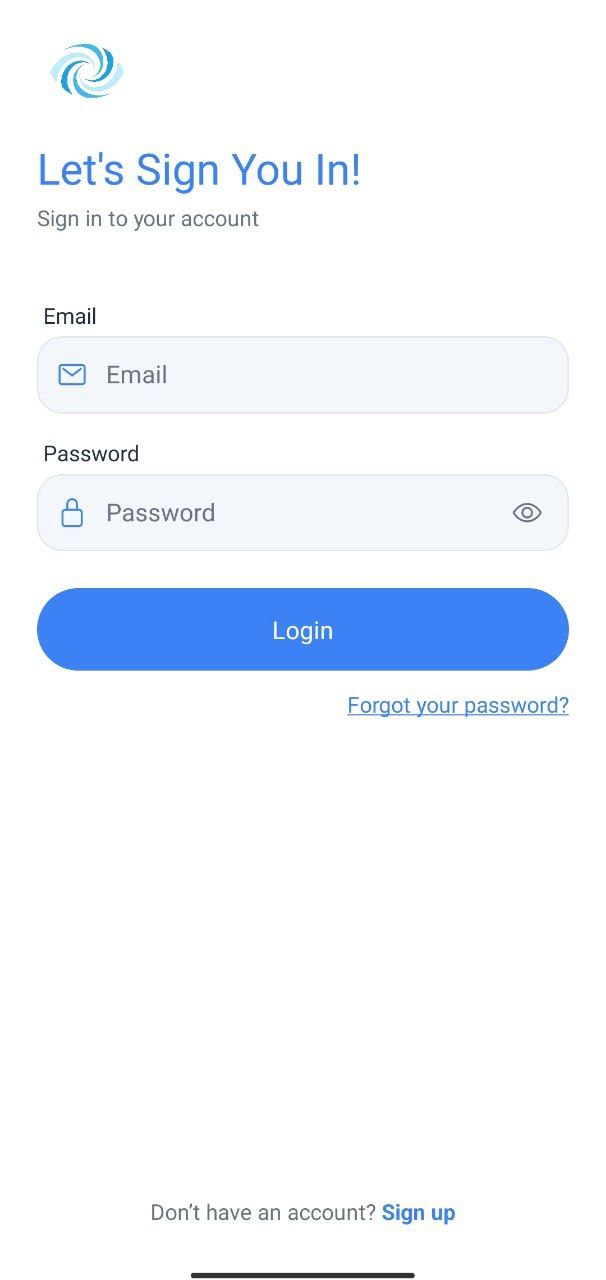 Let's Sign You In!
Sign in to your account
Email
Email
Password
Password
Login
Forgot your password?
Don’t have an account? Sign up